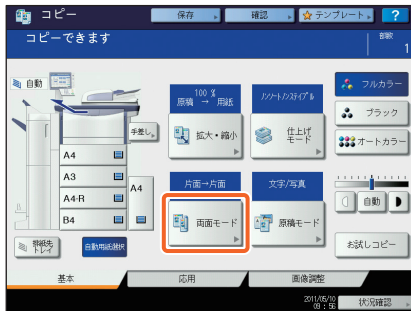 コピー
保存
確認
テンプレート
?
コピーできます
部数
1
自動
100 %
原稿 → 用紙
ノンソート/ノンステイプル
フルカラー
拡大・縮小
仕上げ
モード
ブラック
手差し
オートカラー
A4
A3
A4
A4-R
B4
片面→片面
文字/写真
両面モード
原稿モード
自動
排紙先
トレイ
自動用紙選択
お試しコピー
基本
応用
画像調整
2011/05/10
09 : 56
状況確認